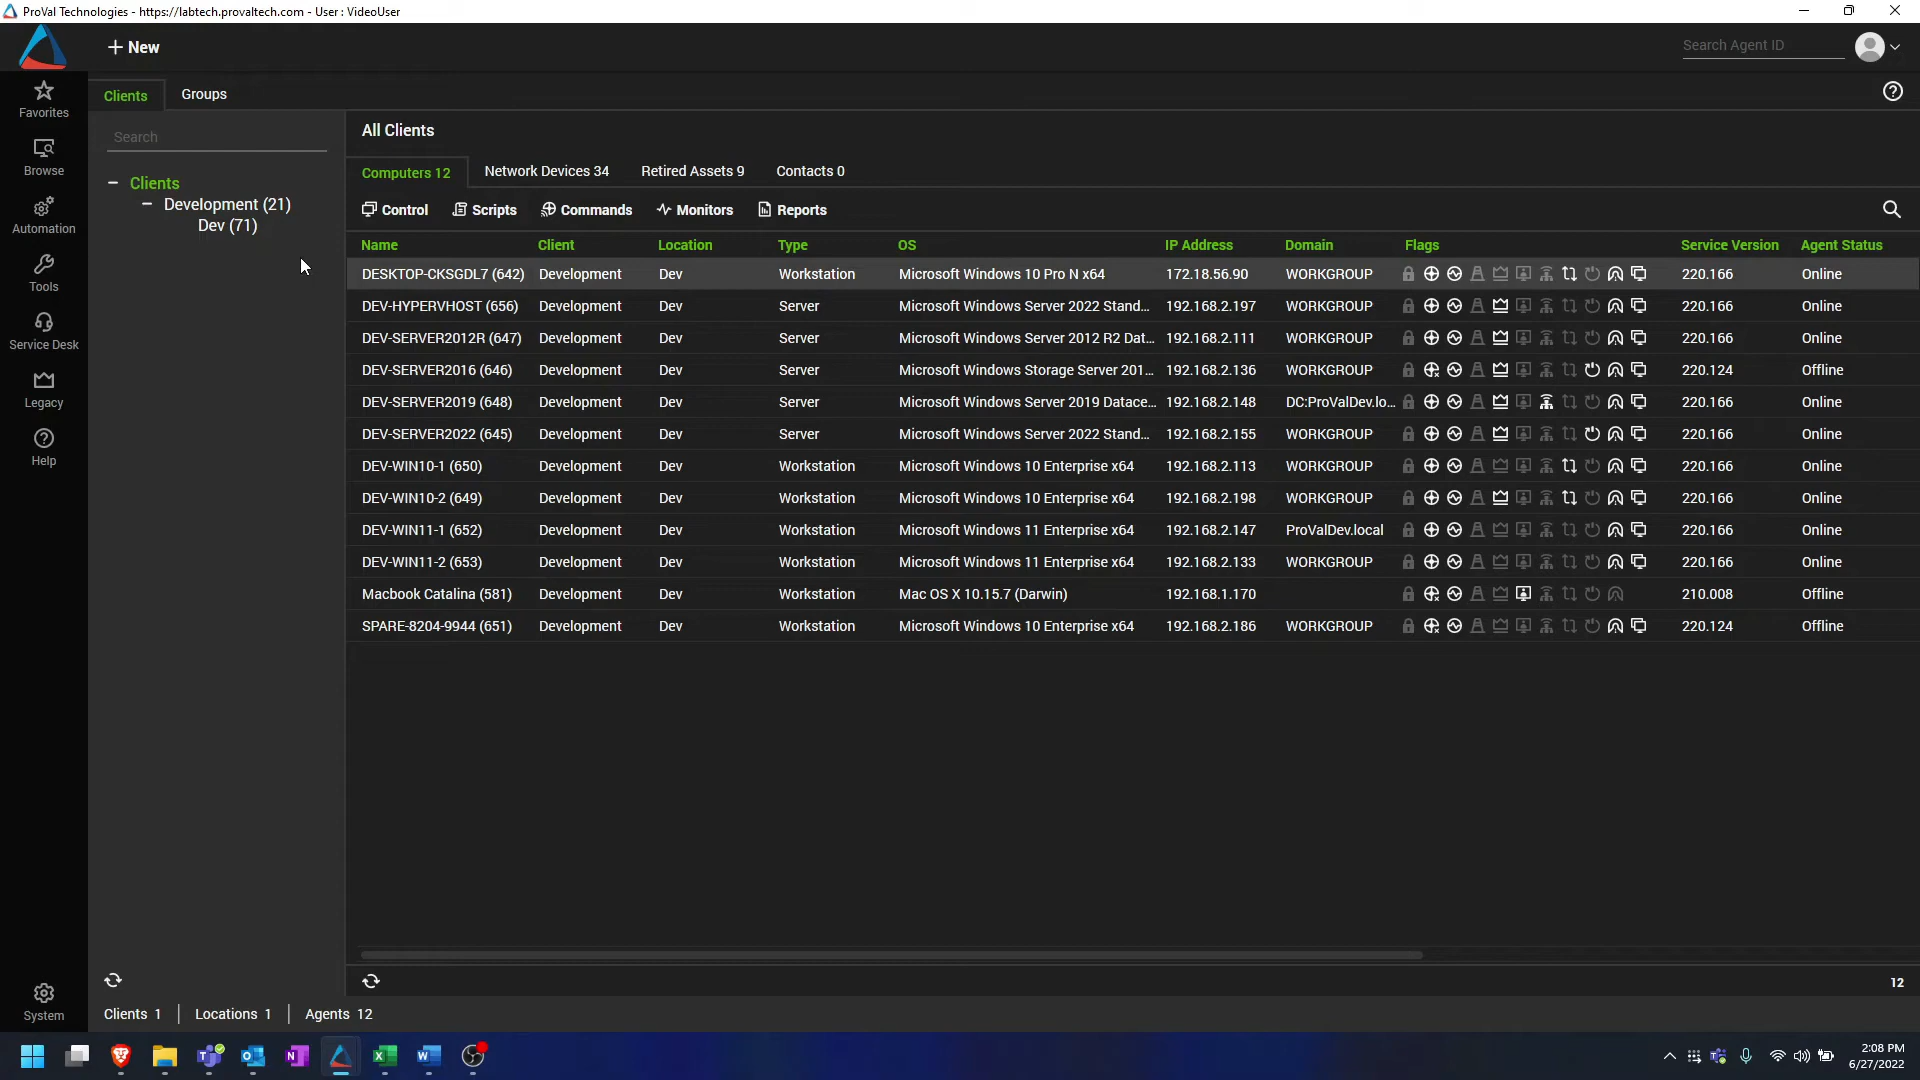 ProVal Technologies - https://labtech.provaltech.com - User : VideoUser
New
Search Agent ID
Favorites
Browse
Automation
Tools
Service Desk
Legacy
Help
System
Clients
Groups
Search
Clients
Development (21)
Dev (71)
All Clients
Computers 12 Network Devices 34 Retired Assets 9 Contacts 0
Control Scripts Commands Monitors Reports
Name Client Location Type OS IP Address Domain Flags Service Version Agent Status
DESKTOP-CKSGDL7 (642) Development Dev Workstation Microsoft Windows 10 Pro N x64 172.18.56.90 WORKGROUP 220.166 Online
DEV-HYPERVHOST (656) Development Dev Server Microsoft Windows Server 2022 Stand... 192.168.2.197 WORKGROUP 220.166 Online
DEV-SERVER2012R (647) Development Dev Server Microsoft Windows Server 2012 R2 Dat... 192.168.2.111 WORKGROUP 220.166 Online
DEV-SERVER2016 (646) Development Dev Server Microsoft Windows Storage Server 201... 192.168.2.136 WORKGROUP 220.124 Offline
DEV-SERVER2019 (648) Development Dev Server Microsoft Windows Server 2019 Datace... 192.168.2.148 DC:ProValDev.lo... 220.166 Online
DEV-SERVER2022 (645) Development Dev Server Microsoft Windows Server 2022 Stand... 192.168.2.155 WORKGROUP 220.166 Online
DEV-WIN10-1 (650) Development Dev Workstation Microsoft Windows 10 Enterprise x64 192.168.2.113 WORKGROUP 220.166 Online
DEV-WIN10-2 (649) Development Dev Workstation Microsoft Windows 10 Enterprise x64 192.168.2.198 WORKGROUP 220.166 Online
DEV-WIN11-1 (652) Development Dev Workstation Microsoft Windows 11 Enterprise x64 192.168.2.147 ProValDev.local 220.166 Online
DEV-WIN11-2 (653) Development Dev Workstation Microsoft Windows 11 Enterprise x64 192.168.2.133 WORKGROUP 220.166 Online
Macbook Catalina (581) Development Dev Workstation Mac OS X 10.15.7 (Darwin) 192.168.1.170 210.008 Offline
SPARE-8204-9944 (651) Development Dev Workstation Microsoft Windows 10 Enterprise x64 192.168.2.186 WORKGROUP 220.124 Offline
12
Clients 1 Locations 1 Agents 12
2:08 PM
6/27/2022